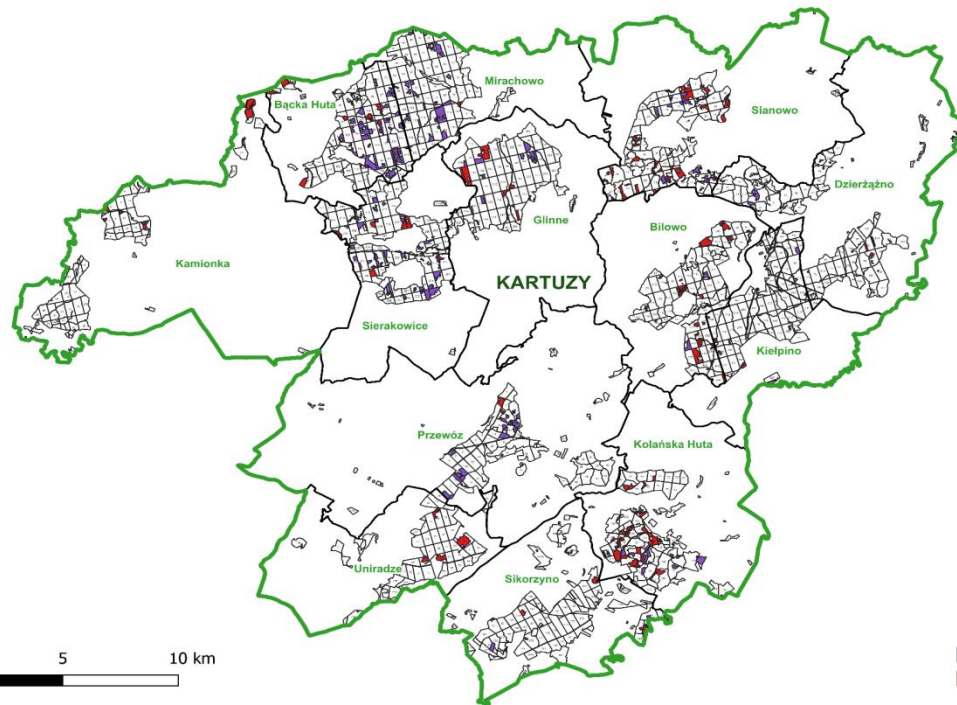 Mirachowo
Bącka Huta
Sianowo
Dzierżążno
Glinne
Bilowo
Kamionka
KARTUZY
Sierakowice
Kiełpino
Przewóz
Kolańska Huta
Uniradze
Sikorzyno
5
10 km